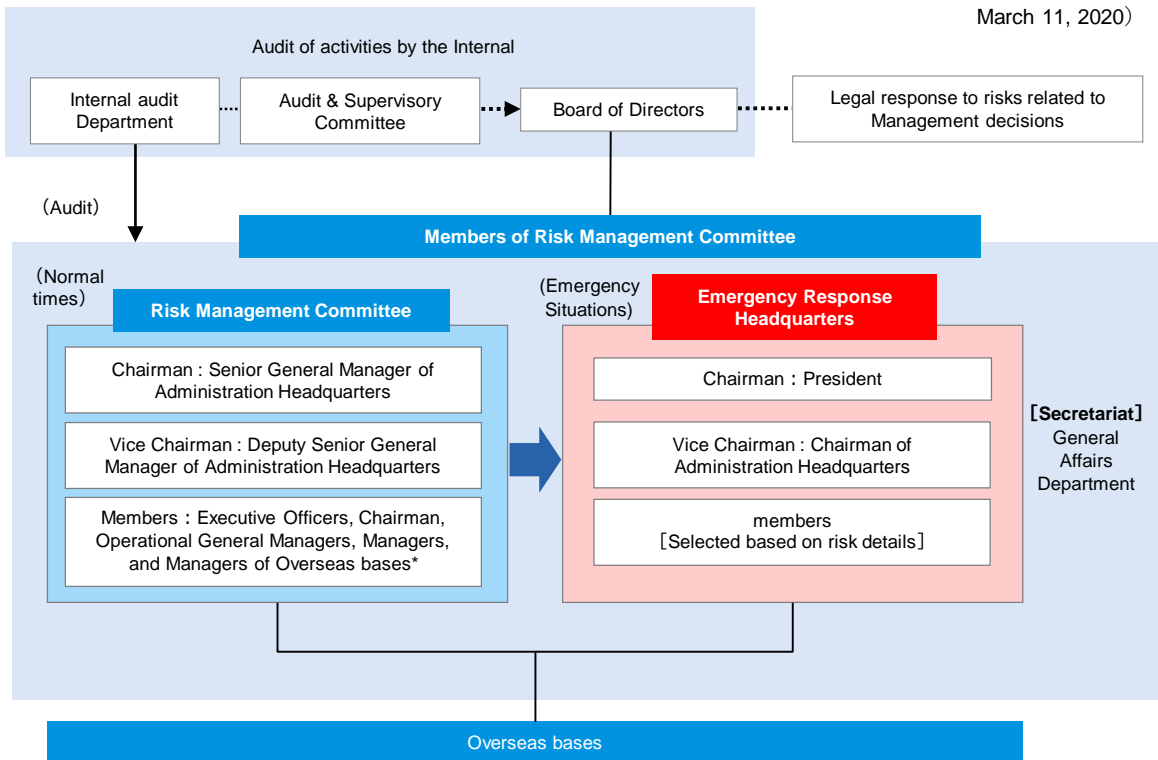 March 11, 2020）
Audit of activities by the Internal
Internal audit
Department
Audit & Supervisory
Committee
Board of Directors
Legal response to risks related to
Management decisions
（Audit）
Members of Risk Management Committee
（Normal
times）
Risk Management Committee
(Emergency
Situations)
Emergency Response
Headquarters
Chairman : Senior General Manager of
Administration Headquarters
Vice Chairman : Deputy Senior General
Manager of Administration Headquarters
Members：Executive Officers, Chairman,
Operational General Managers, Managers,
and Managers of Overseas bases*
Chairman：President
Vice Chairman：Chairman of
Administration Headquarters
members
［Selected based on risk details］
［Secretariat］
General
Affairs
Department
Overseas bases